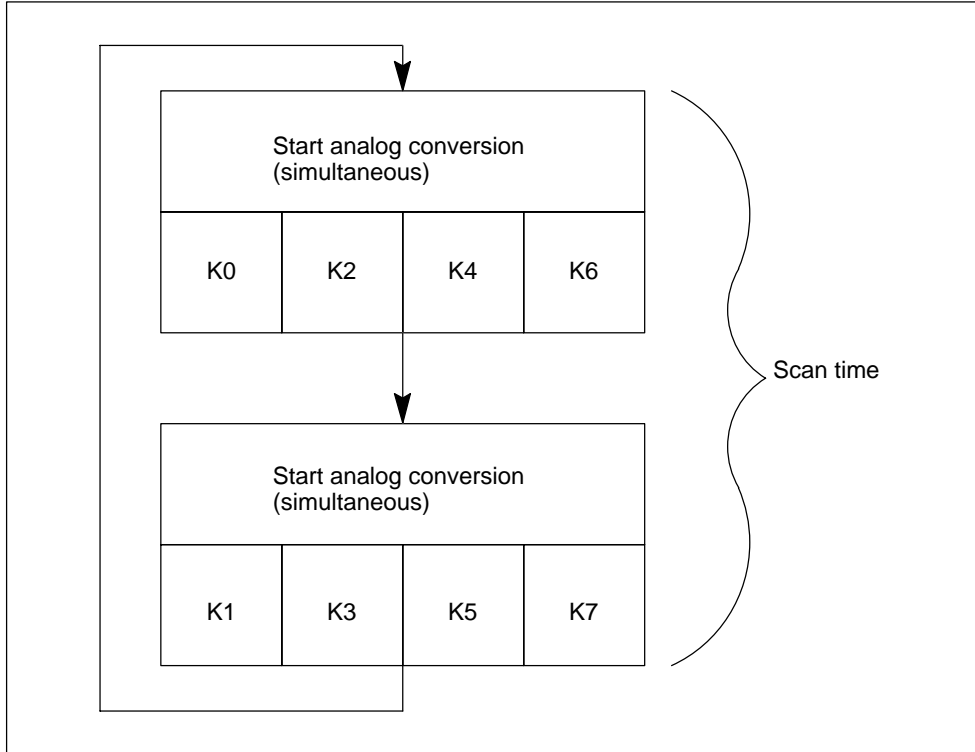 Start analog conversion
(simultaneous)
K0 K2 K4 K6
Scan time
Start analog conversion
(simultaneous)
K1 K3 K5 K7